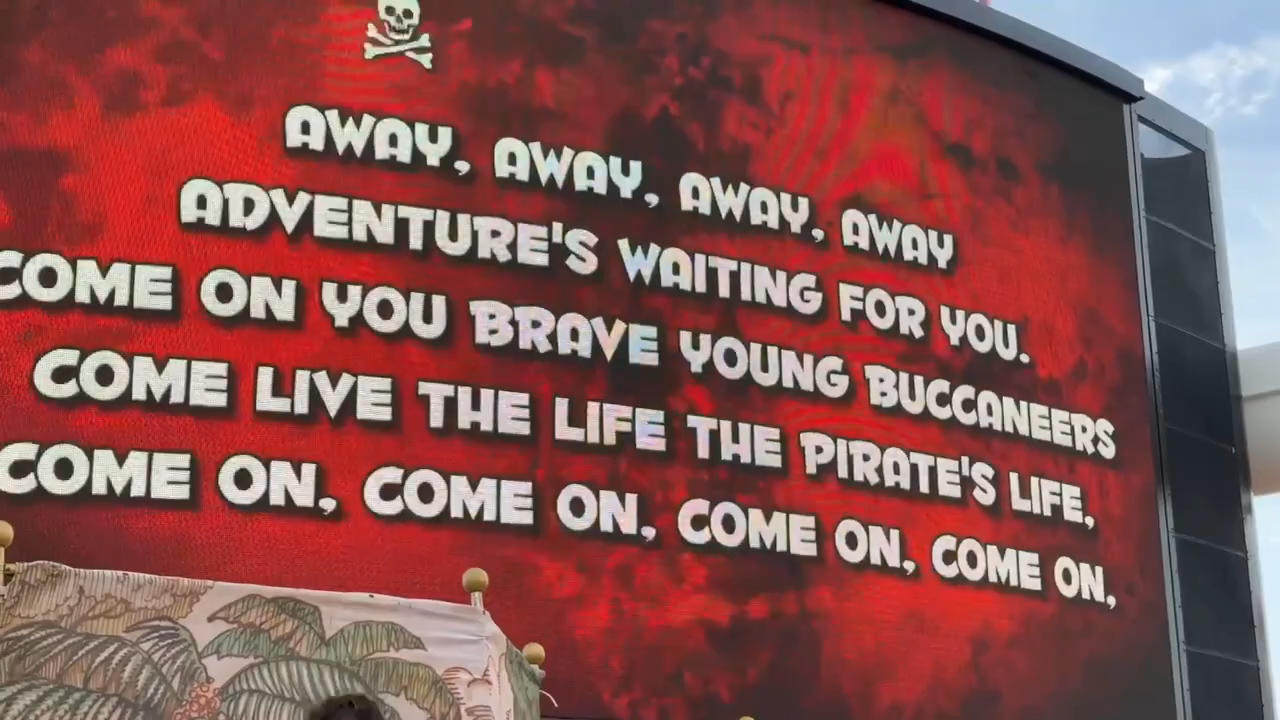 AWAY, AWAY, AWAY, AWAY
ADVENTURE'S WAITING FOR YOU.
COME ON YOU BRAVE YOUNG BUCCANEERS
COME LIVE THE LIFE THE PIRATE'S LIFE,
COME ON, COME ON, COME ON, COME ON,